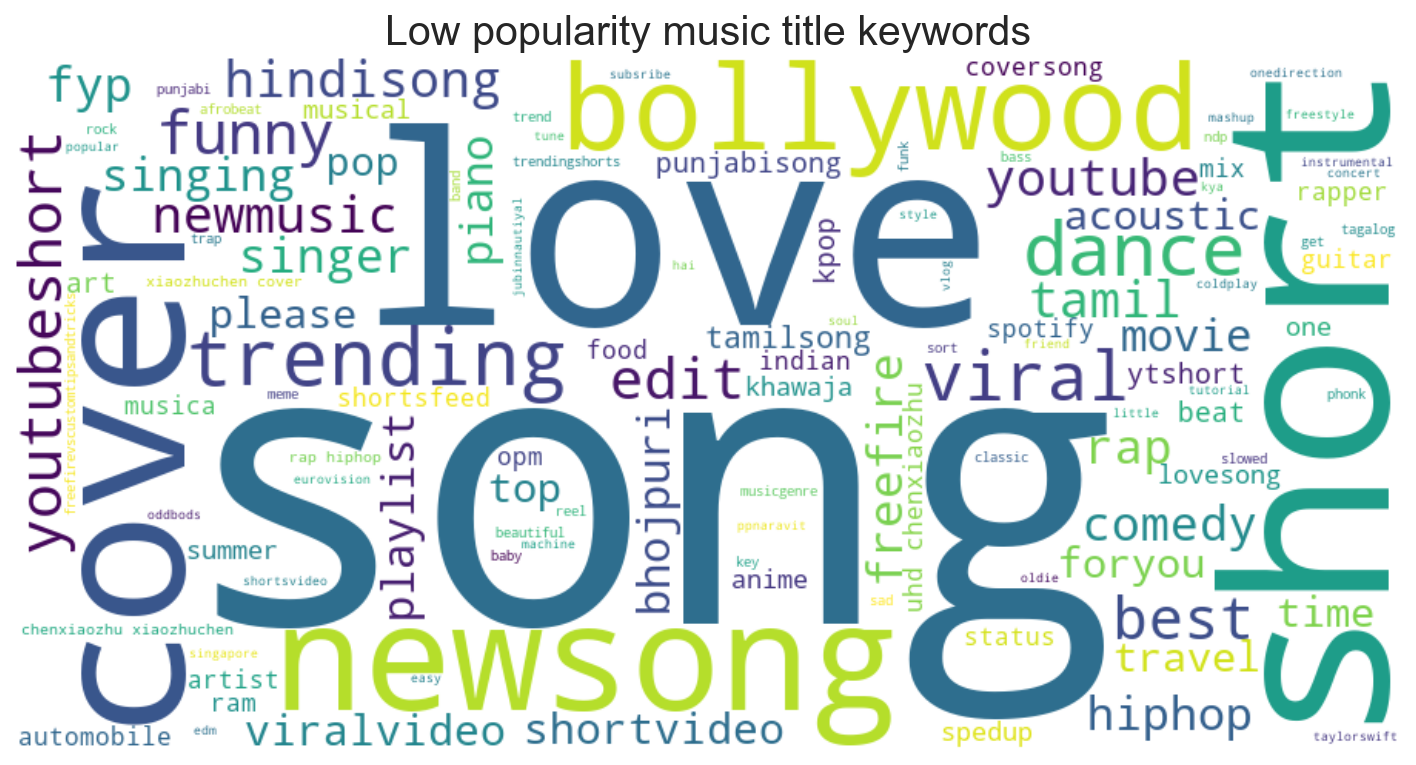 Low popularity music title keywords
fyp
punjabi
hindisong
subsribe
bollywood
coversong
onedirection
afrobeat
musical
trend
mashup
freestyle
rock
popular
funny
tune
ndp
short
youtubeshort
cover
singing
pop
love
piano
band
trendingshorts
punjabisong
funk
bass
youtube
mix
kya
instrumental
concert
rapper
newmusic
jubinnautiyal
style
acoustic
trap
singer
kpop
dance
get
tagalog
guitar
hai
vlog
art
xiaozhuchen cover
tamil
coldplay
freefirevscustomtipsandtricks
please
soul
spotify
movie
one
trending
food
tamilsong
indian
sort
friend
edit
khawaja
viral
ytshort
tutorial
musica
meme
shortsfeed
freefire
uhd chenxiaozhu
little
beat
phonk
song
playlist
bhojpuri
rap
rap hiphop
eurovision
opm
classic
slowed
lovesong
top
reel
musicgenre
oddbods
beautiful
machine
ppnaravit
comedy
summer
baby
key
foryou
shortsvideo
anime
oldie
sad
best
time
chenxiaozhu xiaozhuchen
newsong
status
singapore
travel
artist
easy
ram
hiphop
automobile
edm
viralvideo
shortvideo
spedup
taylorswift